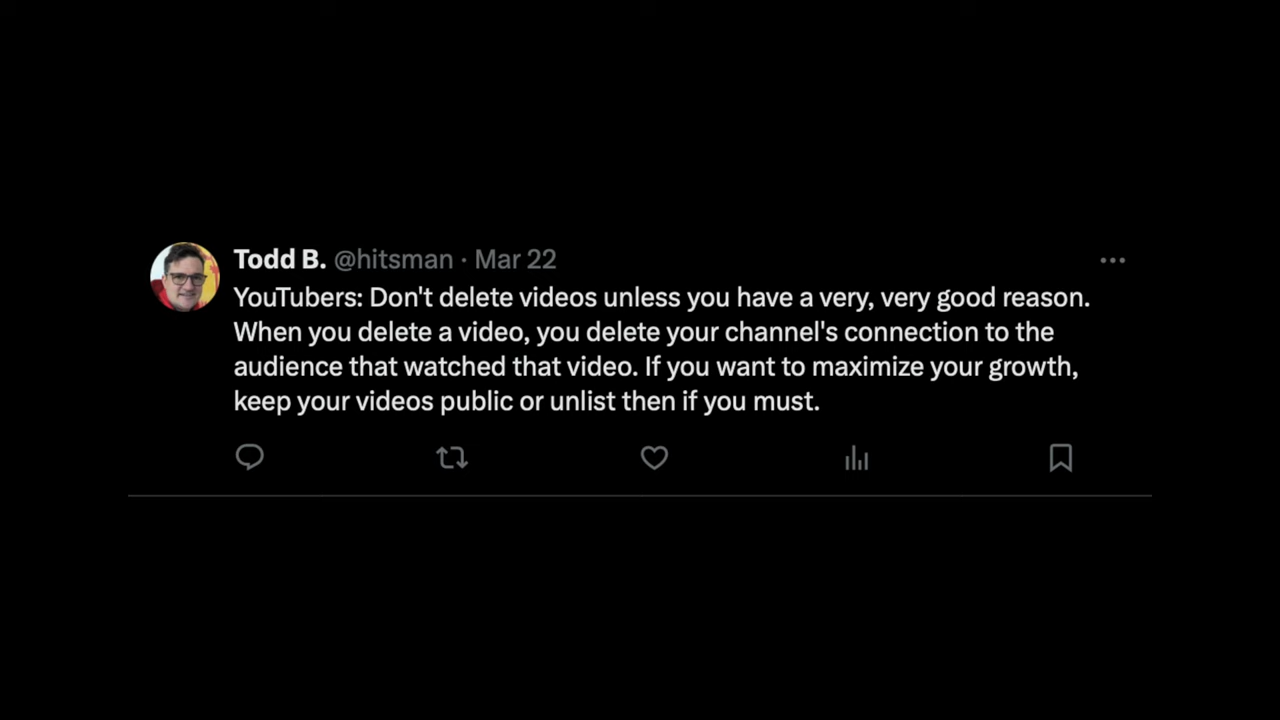 Todd B. @hitsman · Mar 22
YouTubers: Don't delete videos unless you have a very, very good reason.
When you delete a video, you delete your channel's connection to the
audience that watched that video. If you want to maximize your growth,
keep your videos public or unlist then if you must.